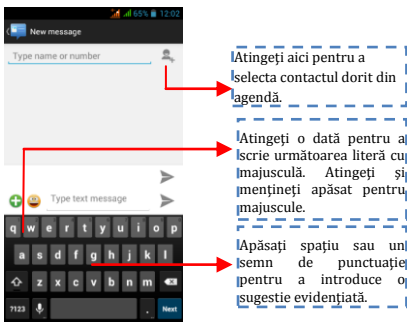 65% 12:02
New message
Type name or number
Type text message
q w e r t y u i o p
a s d f g h j k l
z x c v b n m
?123 . Next
Atingeți aici pentru a
selecta contactul dorit din
agendă.
Atingeți o dată pentru a
scrie următoarea literă cu
majusculă. Atingeți și
mențineți apăsat pentru
majuscule.
Apăsați spațiu sau un
semn de punctuație
pentru a introduce o
sugestie evidențiată.